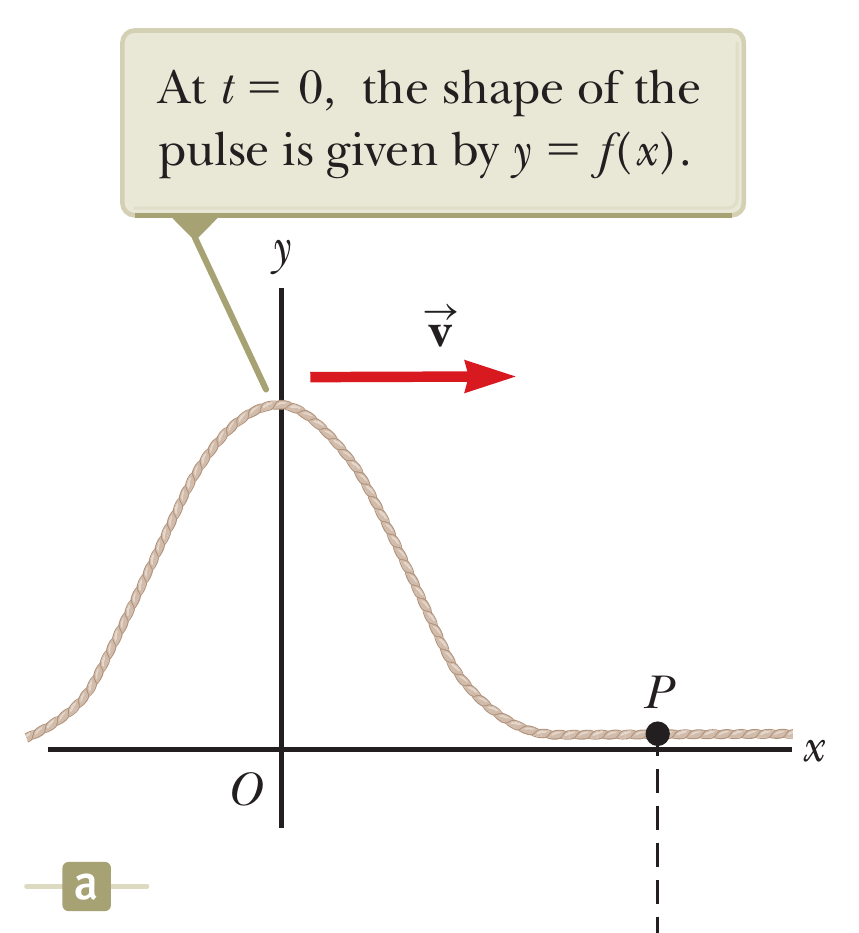 At t = 0, the shape of the
pulse is given by y = f(x).
y
v⃗
P
x
O
a